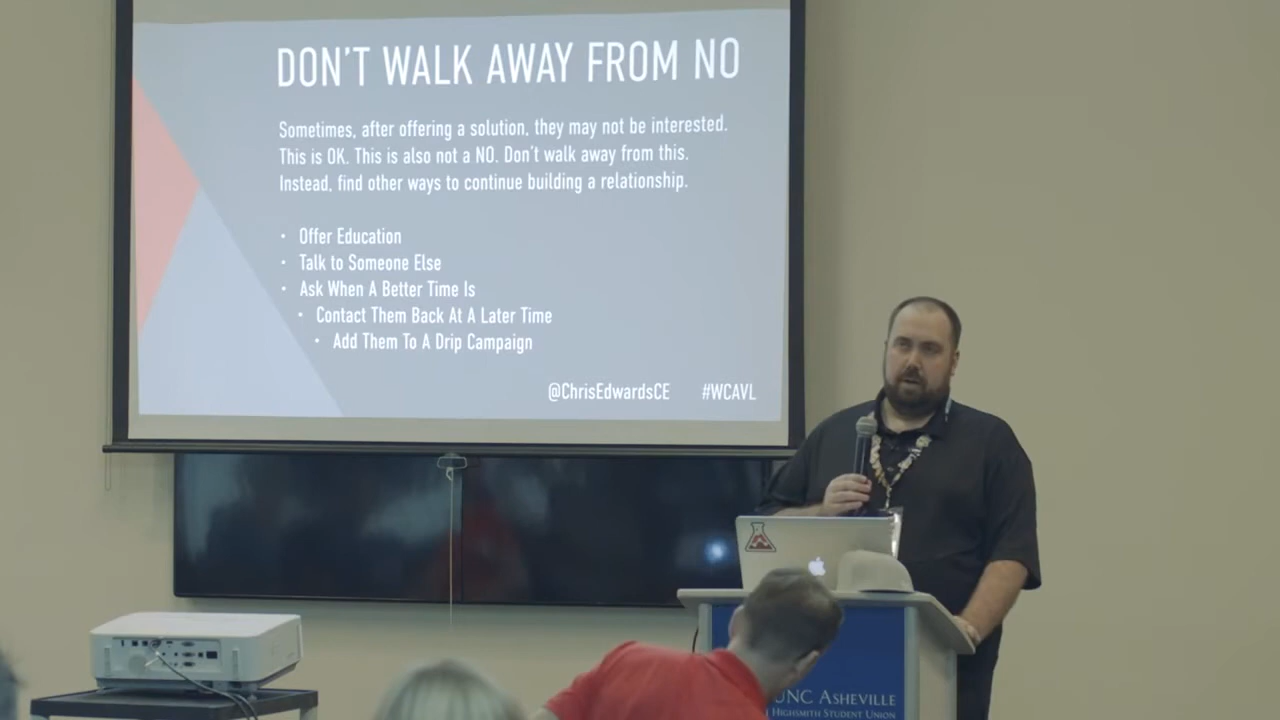 DON'T WALK AWAY FROM NO
Sometimes, after offering a solution, they may not be interested.
This is OK. This is also not a NO. Don't walk away from this.
Instead, find other ways to continue building a relationship.
• Offer Education
• Talk to Someone Else
• Ask When A Better Time Is
• Contact Them Back At A Later Time
• Add Them To A Drip Campaign
@ChrisEdwardsCE #WCAVL
UNC ASHEVILLE
HIGHSMITH STUDENT UNION